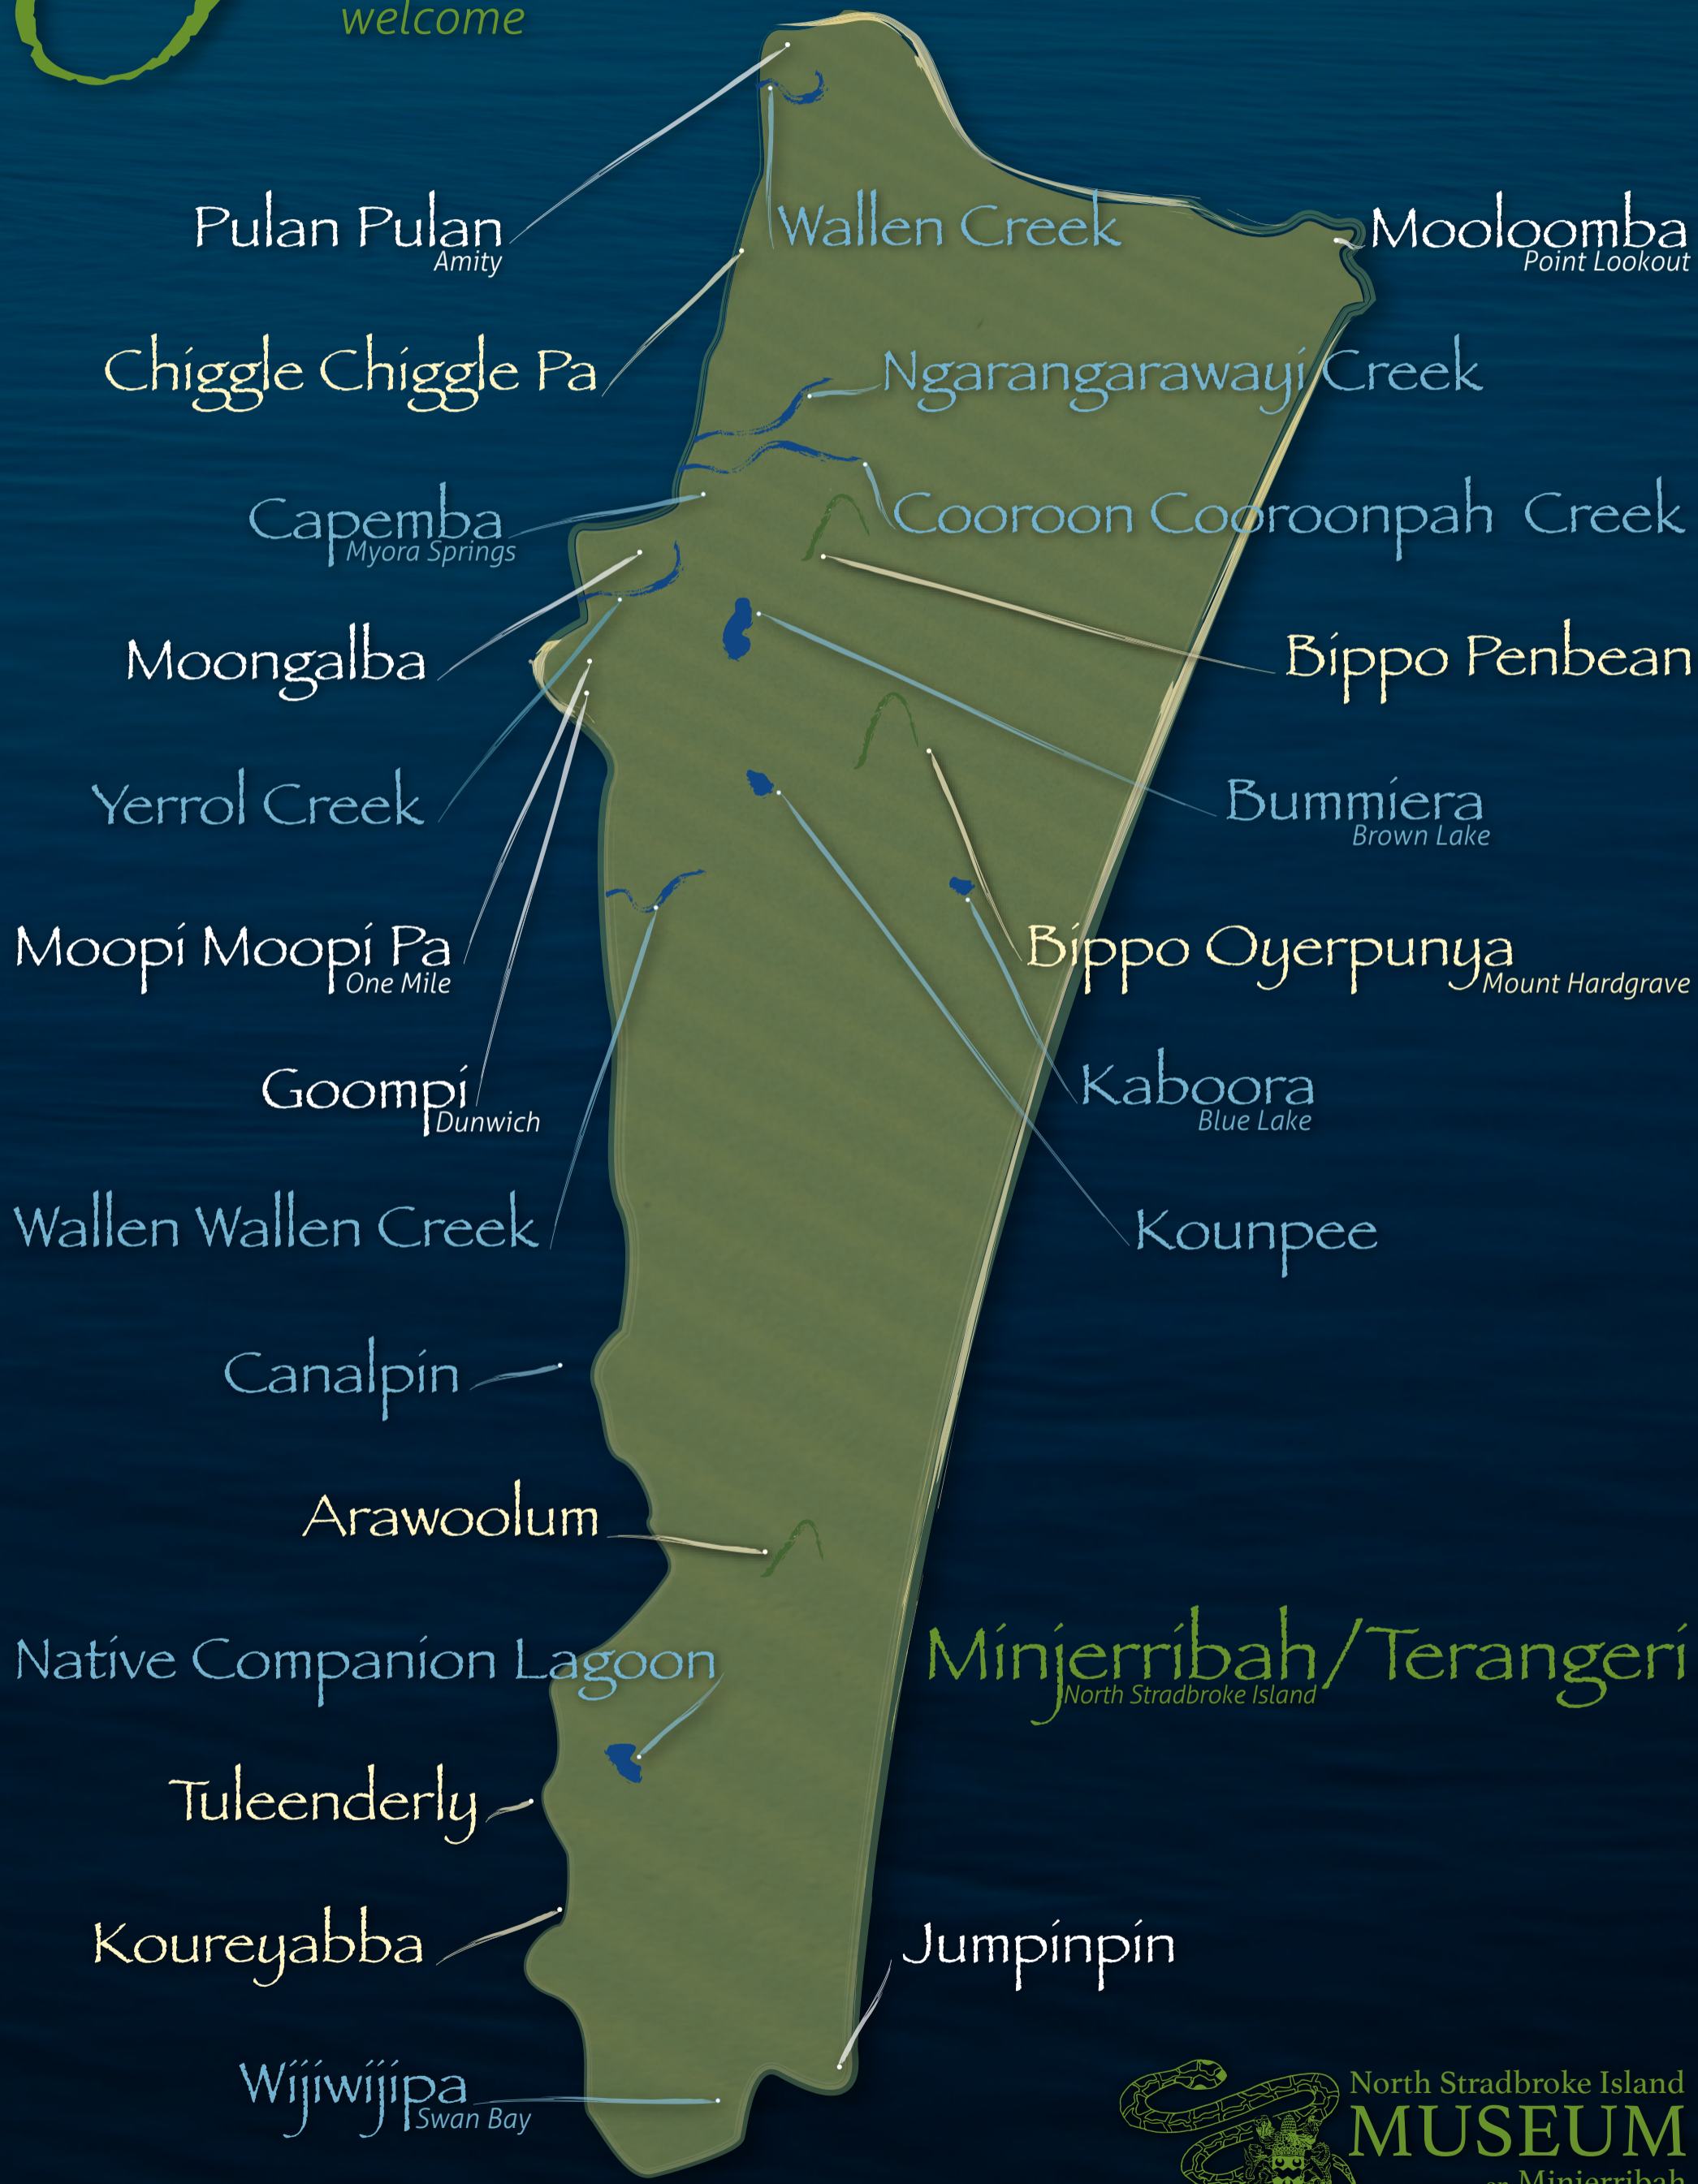 welcome
Pulan Pulan
Amity
Wallen Creek
Mooloomba
Point Lookout
Chiggle Chiggle Pa
Ngarangarawayi Creek
Capemba
Myora Springs
Cooroon Cooroonpah Creek
Moongalba
Bippo Penbean
Yerrol Creek
Bummiera
Brown Lake
Moopi Moopi Pa
One Mile
Bippo Oyerpunya
Mount Hardgrave
Goompi
Dunwich
Kaboora
Blue Lake
Wallen Wallen Creek
Kounpee
Canalpin
Arawoolum
Native Companion Lagoon
Minjerribah/Terangeri
North Stradbroke Island
Tuleenderly
Koureyabba
Jumpinpin
Wijiwijipa
Swan Bay
North Stradbroke Island
MUSEUM
on Minjerribah